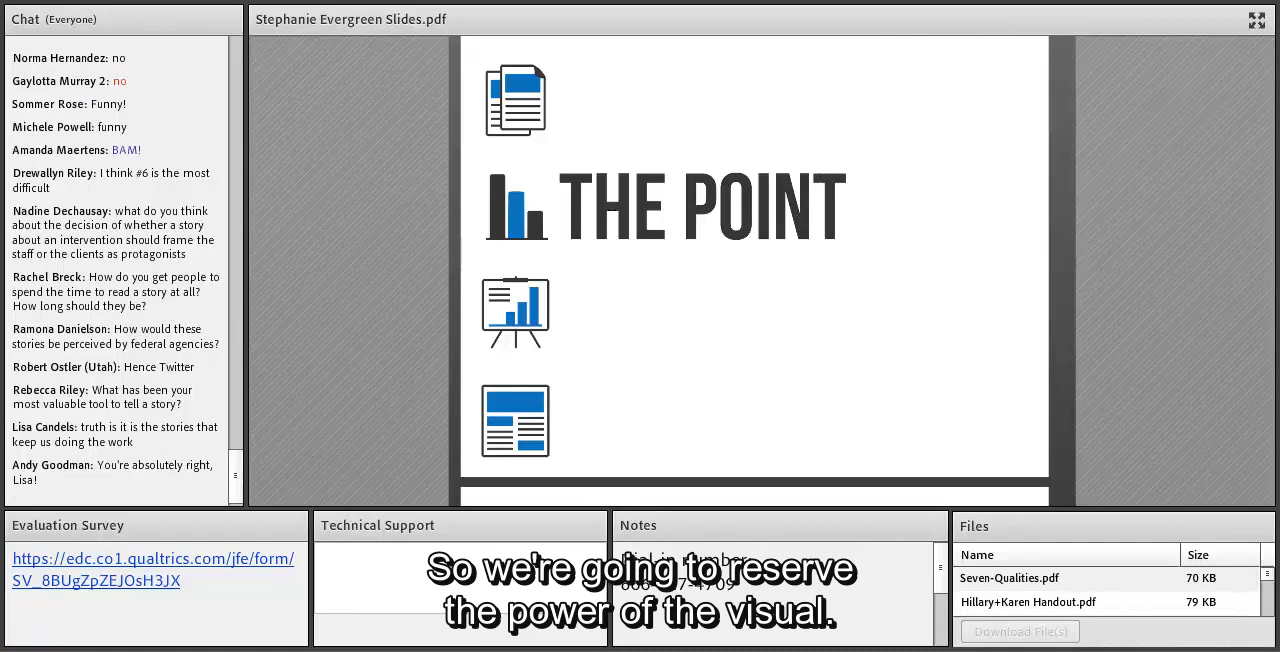 Chat (Everyone)
Norma Hernandez: no
Gaylotta Murray 2: no
Sommer Rose: Funny!
Michele Powell: funny
Amanda Maertens: BAM!
Drewallyn Riley: I think #6 is the most
difficult
Nadine Dechausay: what do you think
about the decision of whether a story
about an intervention should frame the
staff or the clients as protagonists
Rachel Breck: How do you get people to
spend the time to read a story at all?
How long should they be?
Ramona Danielson: How would these
stories be perceived by federal agencies?
Robert Ostler (Utah): Hence Twitter
Rebecca Riley: What has been your
most valuable tool to tell a story?
Lisa Candels: truth is it is the stories that
keep us doing the work
Andy Goodman: You're absolutely right,
Lisa!
Stephanie Evergreen Slides.pdf
THE POINT
Evaluation Survey
https://edc.co1.qualtrics.com/jfe/form/
SV_8BUgZpZEJOsH3JX
Technical Support
Notes
So we're going to reserve
the power of the visual.
Files
Name Size
Seven-Qualities.pdf 70 KB
Hillary+Karen Handout.pdf 79 KB
Download File(s)